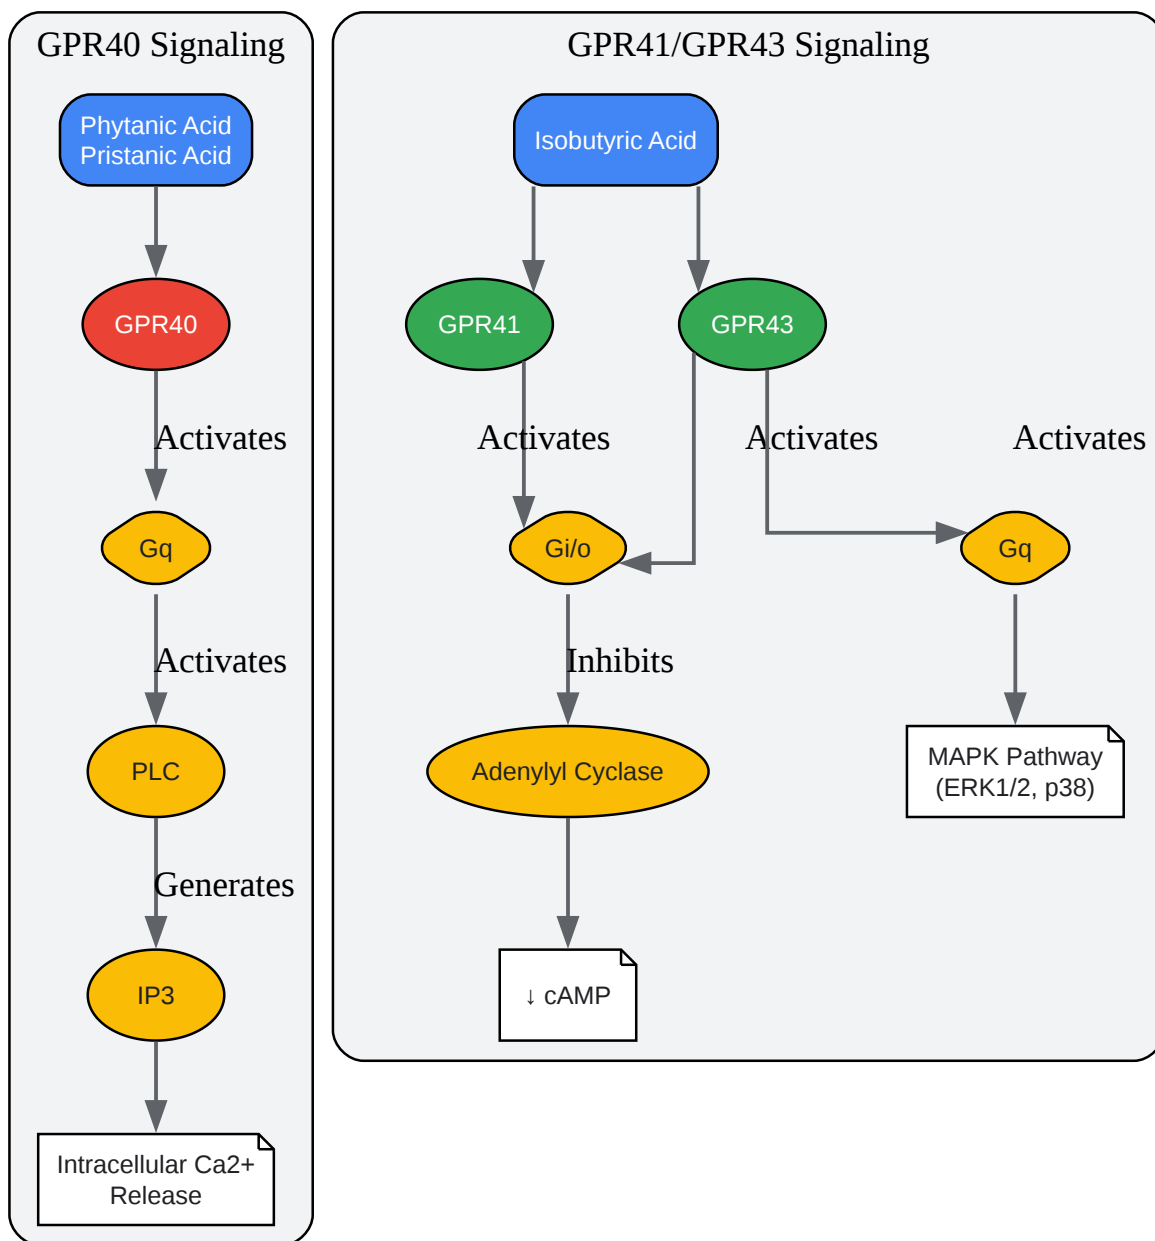 GPR40 Signaling
Phytanic Acid
Pristanic Acid
GPR40
Activates
Gq
Activates
PLC
Generates
IP3
Intracellular Ca2+
Release
GPR41/GPR43 Signaling
Isobutyric Acid
GPR41
GPR43
Activates
Activates
Activates
Gi/o
Gq
Inhibits
Adenylyl Cyclase
MAPK Pathway
(ERK1/2, p38)
↓ cAMP